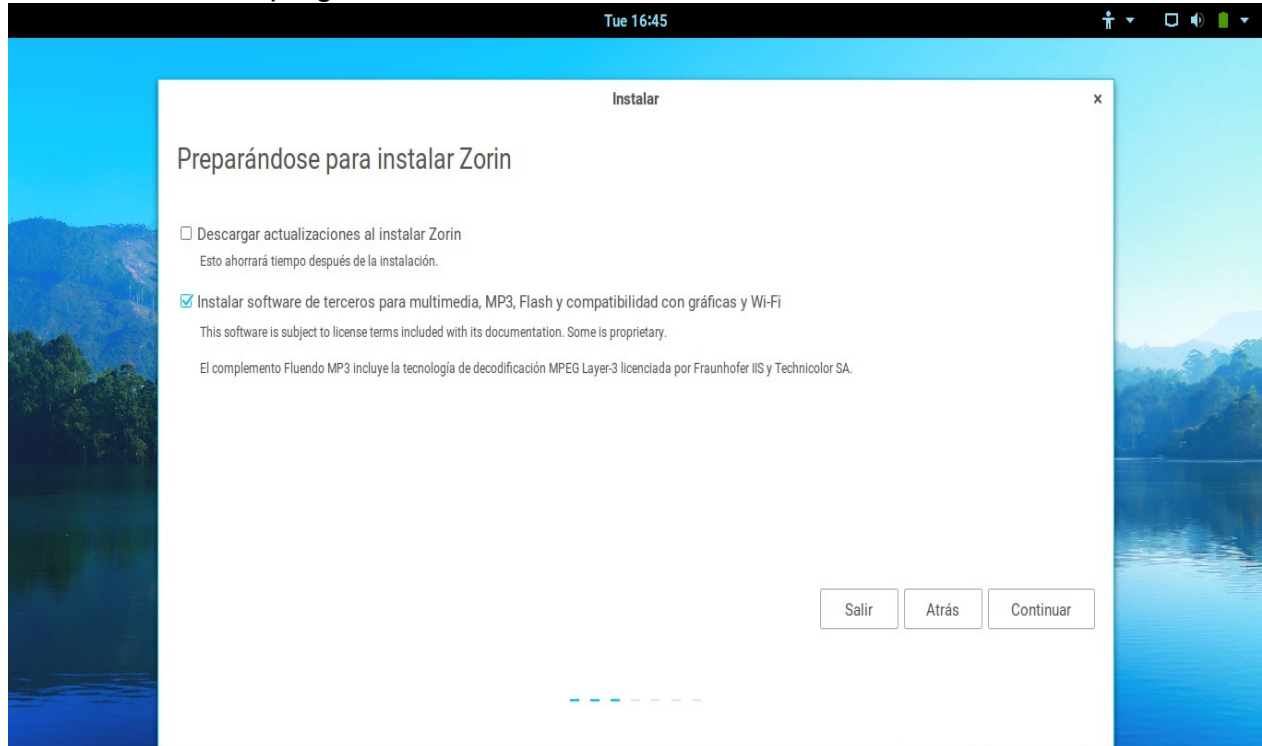 Tue 16:45
Instalar
Preparándose para instalar Zorin
Descargar actualizaciones al instalar Zorin
Esto ahorrará tiempo después de la instalación.
Instalar software de terceros para multimedia, MP3, Flash y compatibilidad con gráficas y Wi-Fi
This software is subject to license terms included with its documentation. Some is proprietary.
El complemento Fluendo MP3 incluye la tecnología de decodificación MPEG Layer-3 licenciada por Fraunhofer IIS y Technicolor SA.
Salir Atrás Continuar